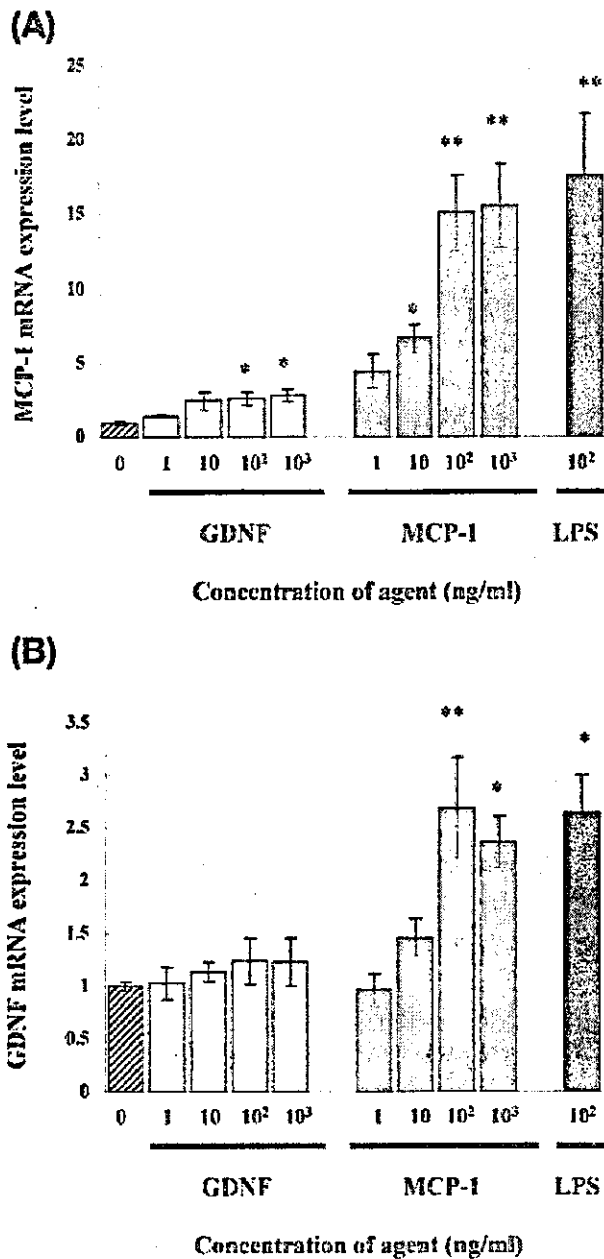 (A)
MCP-1 mRNA expression level
25
20
15
10
5
0
*
*
*
**
**
**
0 1 10 10² 10³ 1 10 10² 10³ 10²
GDNF MCP-1 LPS
Concentration of agent (ng/ml)
(B)
GDNF mRNA expression level
3.5
3
2.5
2
1.5
1
0.5
0
**
*
*
0 1 10 10² 10³ 1 10 10² 10³ 10²
GDNF MCP-1 LPS
Concentration of agent (ng/ml)